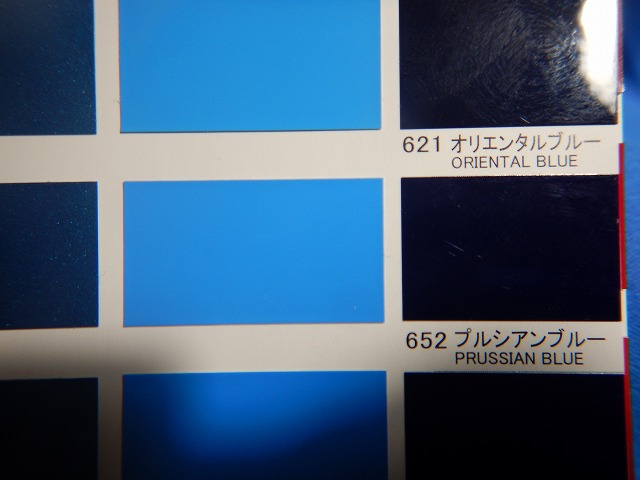 621 オリエンタルブルー
ORIENTAL BLUE
652 プルシアンブルー
PRUSSIAN BLUE